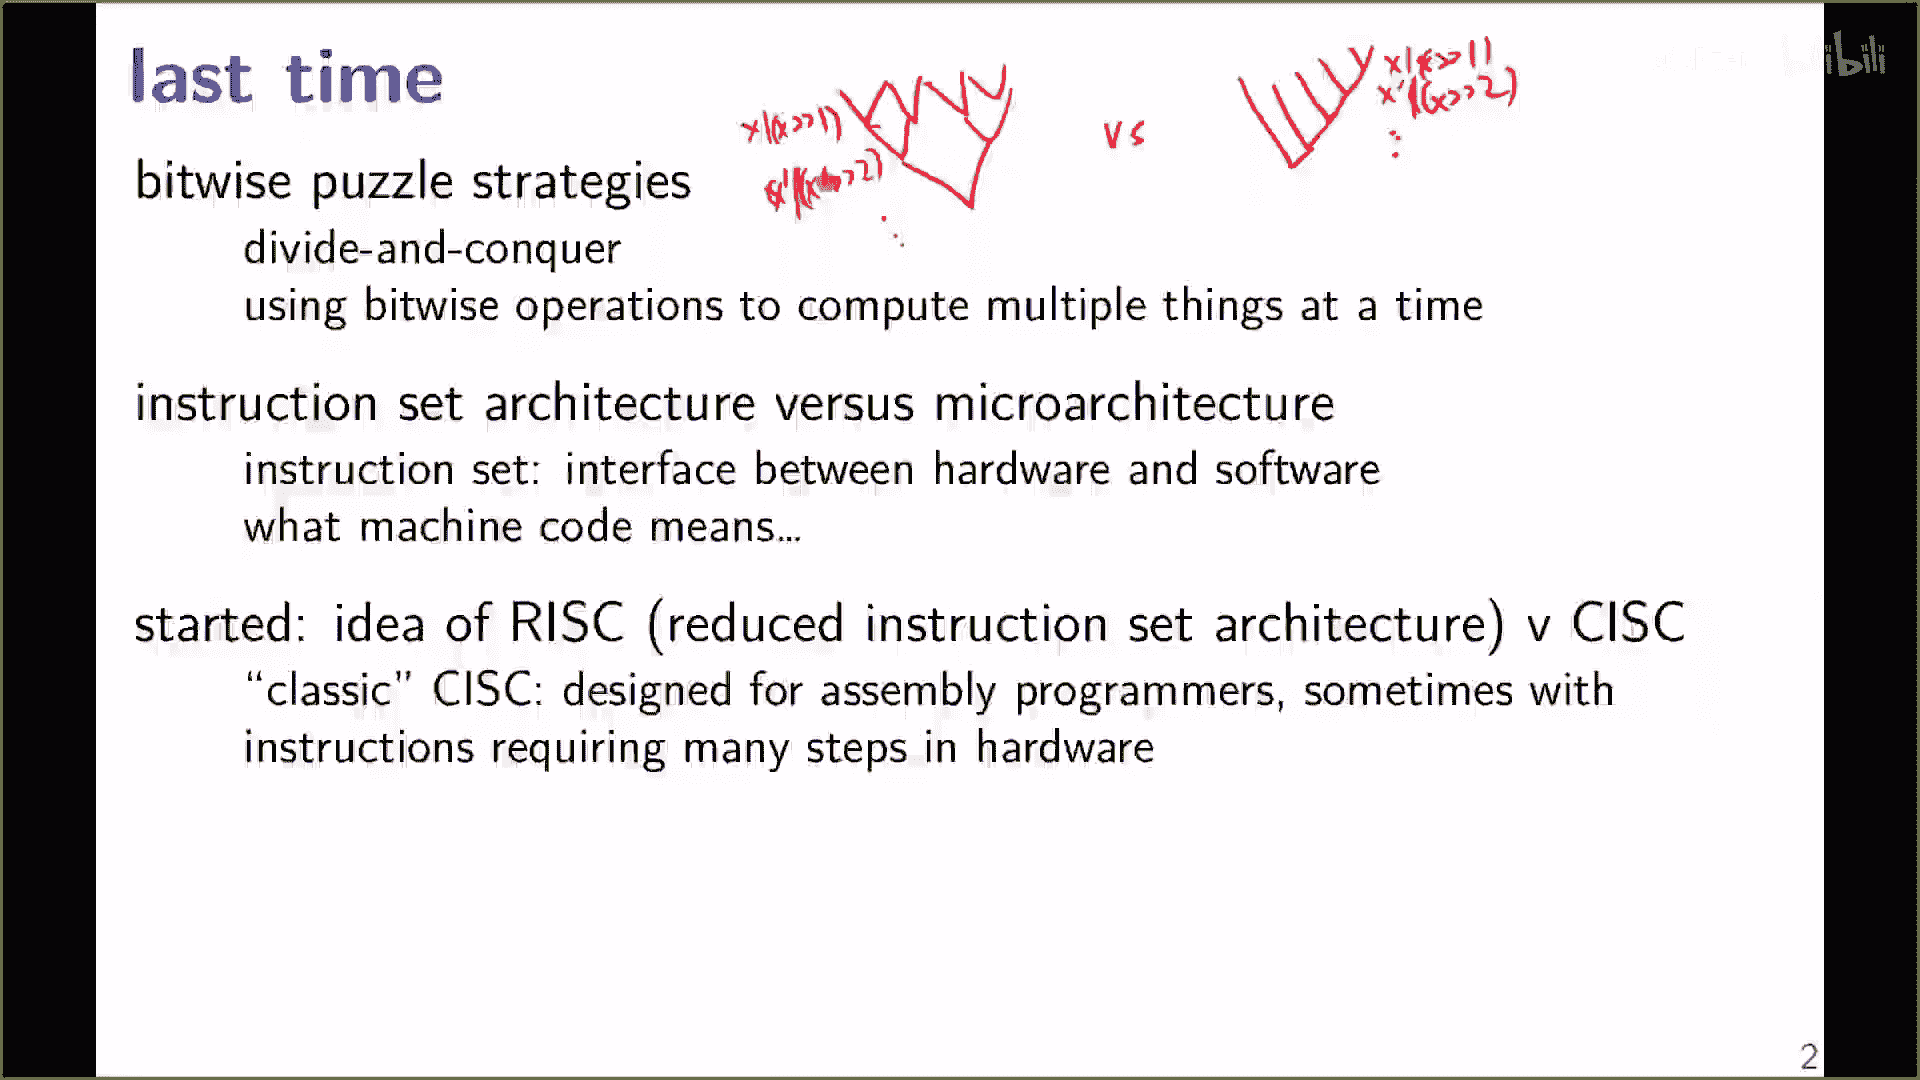 last time
x|(x>>1)
x'|(x>>2)
vs
x|(x>>1)
x'|(x>>2)
bitwise puzzle strategies
divide-and-conquer
using bitwise operations to compute multiple things at a time
instruction set architecture versus microarchitecture
instruction set: interface between hardware and software
what machine code means…
started: idea of RISC (reduced instruction set architecture) v CISC
“classic” CISC: designed for assembly programmers, sometimes with
instructions requiring many steps in hardware
2
bilibili